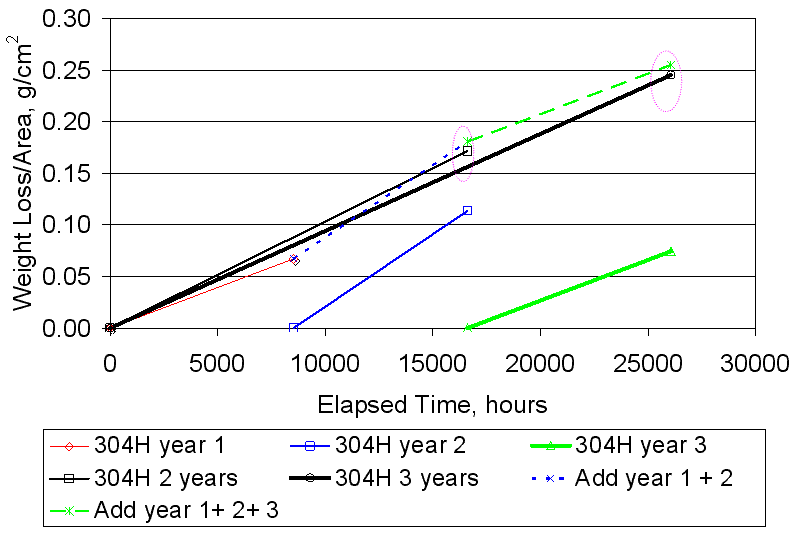 Weight Loss/Area, g/cm²
0.30
0.25
0.20
0.15
0.10
0.05
0.00
0 5000 10000 15000 20000 25000 30000
Elapsed Time, hours
304H year 1 304H year 2 304H year 3
304H 2 years 304H 3 years Add year 1 + 2
Add year 1+ 2+ 3